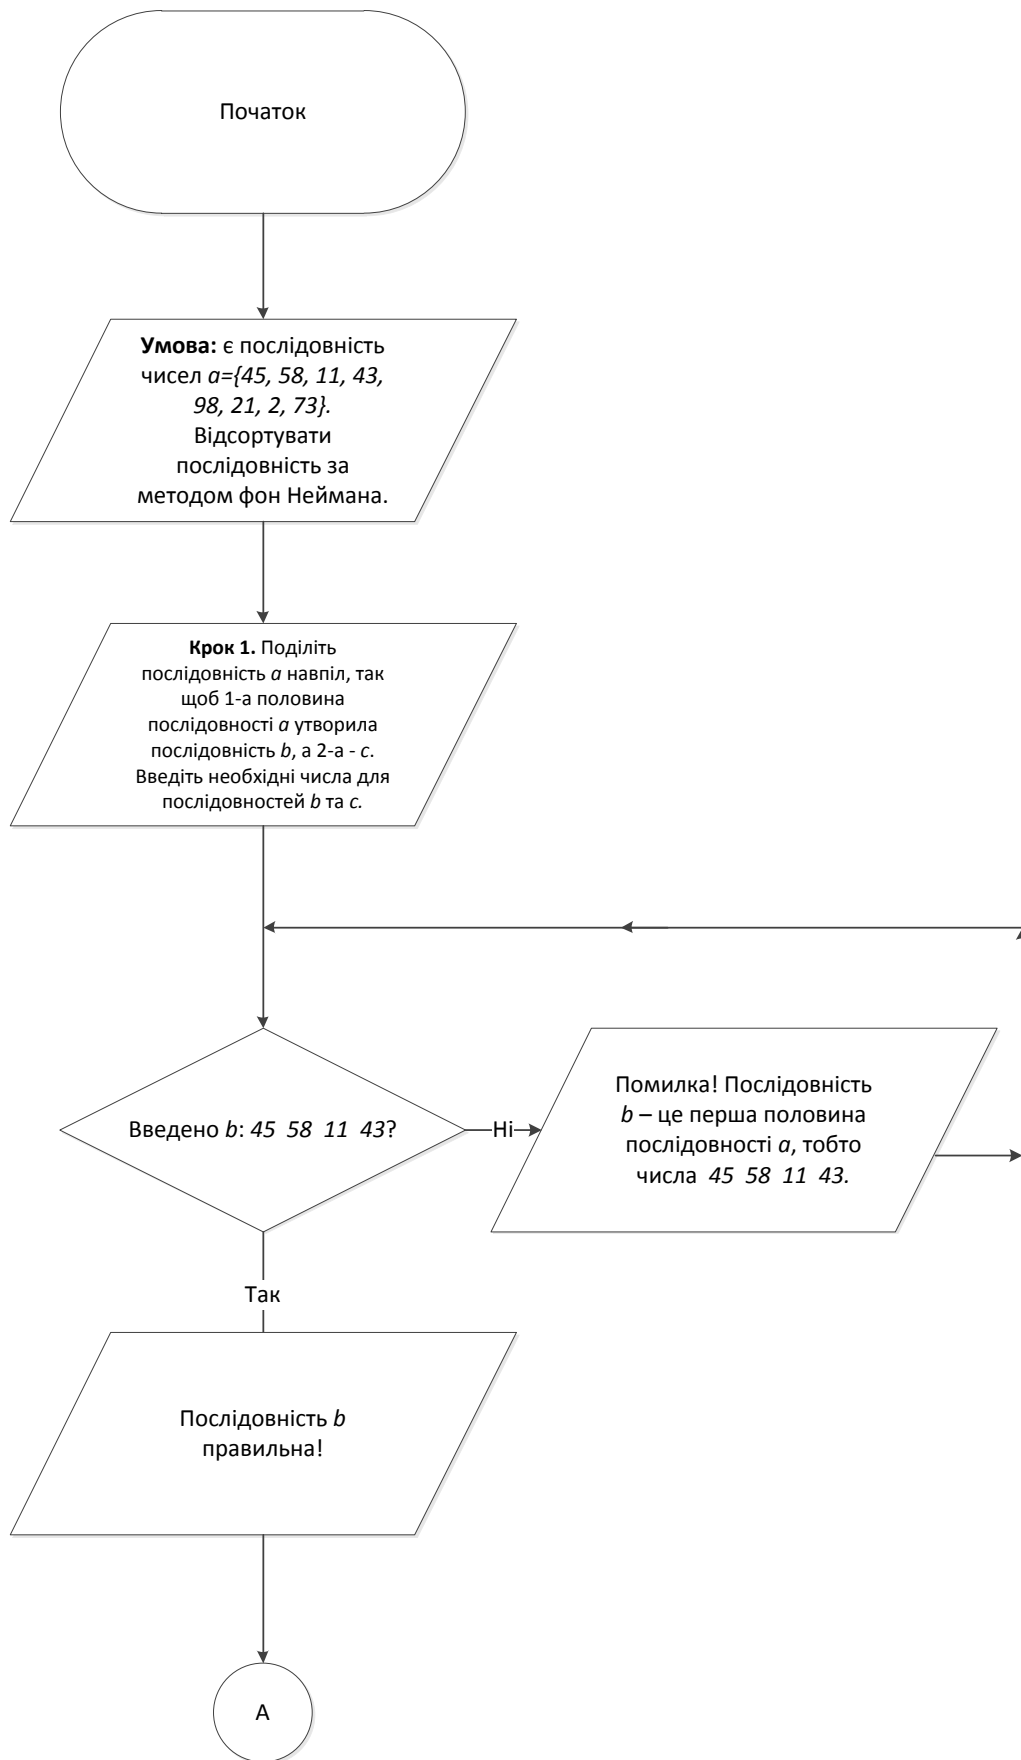 Початок
Умова: є послідовність
чисел a={45, 58, 11, 43,
98, 21, 2, 73}.
Відсортувати
послідовність за
методом фон Неймана.
Крок 1. Поділіть
послідовність a навпіл, так
щоб 1-а половина
послідовності a утворила
послідовність b, а 2-а - c.
Введіть необхідні числа для
послідовностей b та c.
Введено b: 45 58 11 43?
Ні
Помилка! Послідовність
b – це перша половина
послідовності a, тобто
числа 45 58 11 43.
Так
Послідовність b
правильна!
А